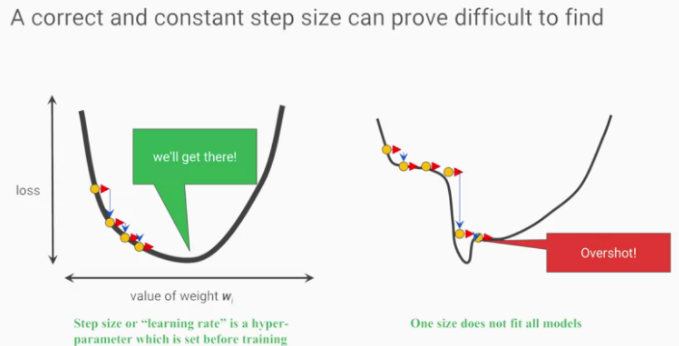 A correct and constant step size can prove difficult to find
we'll get there!
loss
Overshot!
value of weight wᵢ
Step size or “learning rate” is a hyper-
parameter which is set before training
One size does not fit all models